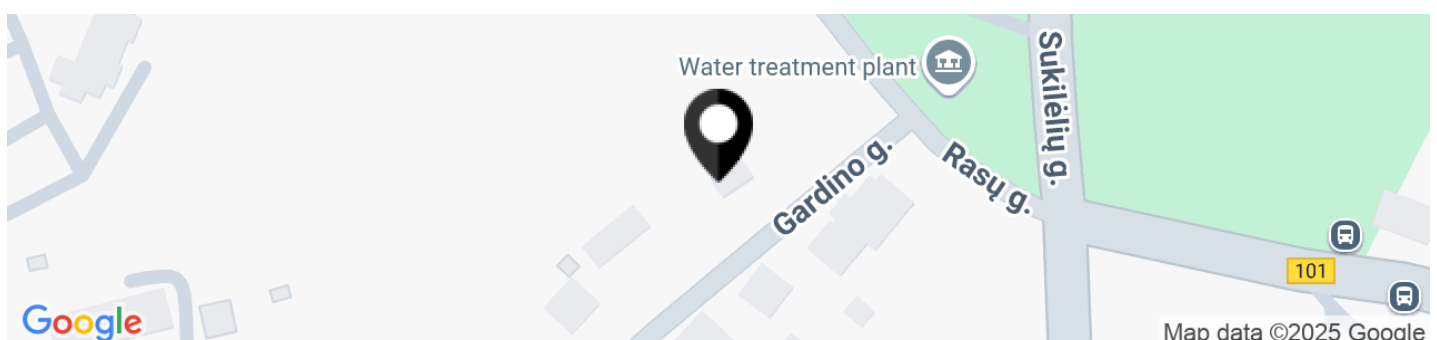 Water treatment plant
Sukilėlių g.
Gardino g.
Rasų g.
101
Google
Map data ©2025 Google